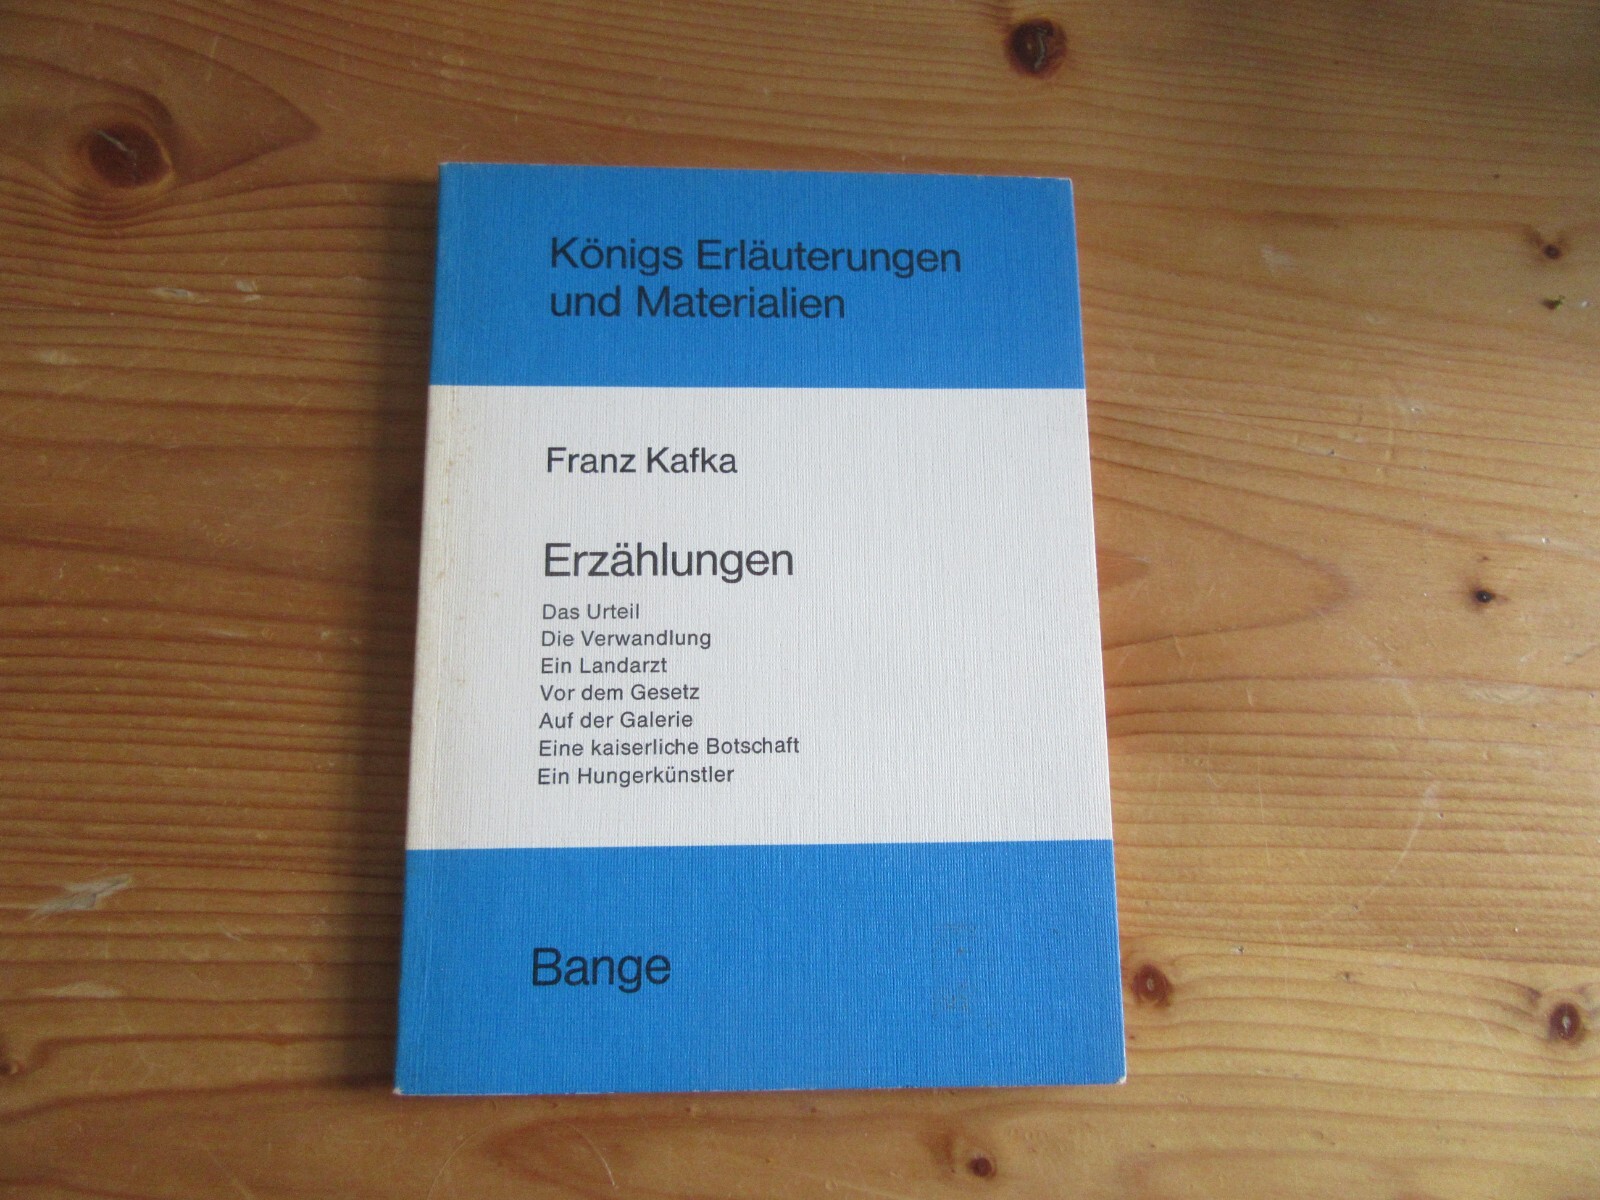 Königs Erläuterungen
und Materialien
Franz Kafka
Erzählungen
Das Urteil
Die Verwandlung
Ein Landarzt
Vor dem Gesetz
Auf der Galerie
Eine kaiserliche Botschaft
Ein Hungerkünstler
Bange